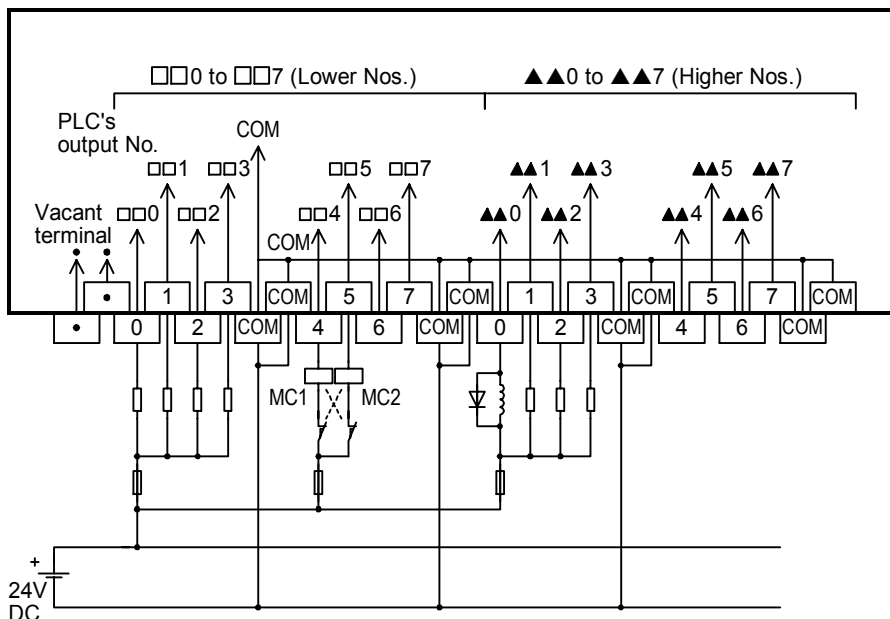 □□0 to □□7 (Lower Nos.) ▲▲0 to ▲▲7 (Higher Nos.)
PLC's
output No.
COM
□□1 □□3 □□5 □□7 ▲▲1 ▲▲3 ▲▲5 ▲▲7
Vacant
terminal
□□0 □□2 □□4 □□6 ▲▲0 ▲▲2 ▲▲4 ▲▲6
COM
1 3 COM 5 7 COM 1 3 COM 5 7 COM
0 2 COM 4 6 COM 0 2 COM 4 6 COM
MC1 MC2
+
24V
DC